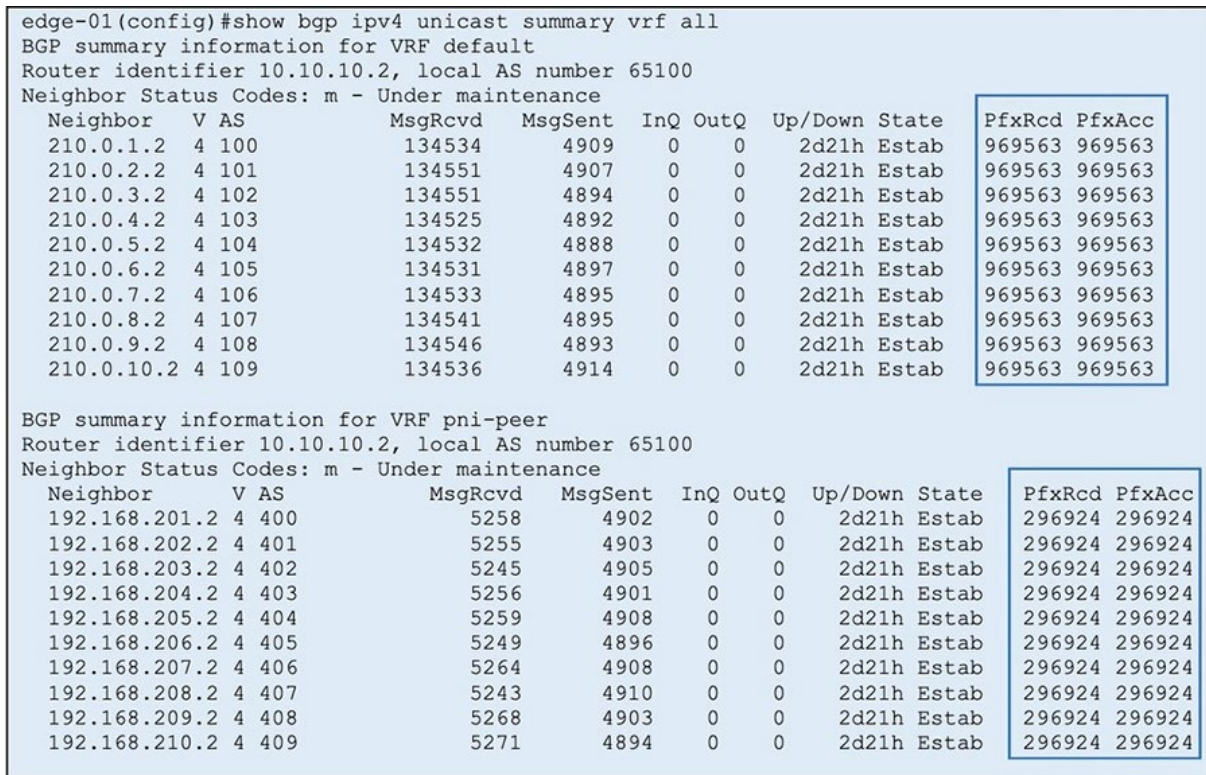 edge-01(config)#show bgp ipv4 unicast summary vrf all
BGP summary information for VRF default
Router identifier 10.10.10.2, local AS number 65100
Neighbor Status Codes: m - Under maintenance
Neighbor V AS MsgRcvd MsgSent InQ OutQ Up/Down State PfxRcd PfxAcc
210.0.1.2 4 100 134534 4909 0 0 2d21h Estab 969563 969563
210.0.2.2 4 101 134551 4907 0 0 2d21h Estab 969563 969563
210.0.3.2 4 102 134551 4894 0 0 2d21h Estab 969563 969563
210.0.4.2 4 103 134525 4892 0 0 2d21h Estab 969563 969563
210.0.5.2 4 104 134532 4888 0 0 2d21h Estab 969563 969563
210.0.6.2 4 105 134531 4897 0 0 2d21h Estab 969563 969563
210.0.7.2 4 106 134533 4895 0 0 2d21h Estab 969563 969563
210.0.8.2 4 107 134541 4895 0 0 2d21h Estab 969563 969563
210.0.9.2 4 108 134546 4893 0 0 2d21h Estab 969563 969563
210.0.10.2 4 109 134536 4914 0 0 2d21h Estab 969563 969563
BGP summary information for VRF pni-peer
Router identifier 10.10.10.2, local AS number 65100
Neighbor Status Codes: m - Under maintenance
Neighbor V AS MsgRcvd MsgSent InQ OutQ Up/Down State PfxRcd PfxAcc
192.168.201.2 4 400 5258 4902 0 0 2d21h Estab 296924 296924
192.168.202.2 4 401 5255 4903 0 0 2d21h Estab 296924 296924
192.168.203.2 4 402 5245 4905 0 0 2d21h Estab 296924 296924
192.168.204.2 4 403 5256 4901 0 0 2d21h Estab 296924 296924
192.168.205.2 4 404 5259 4908 0 0 2d21h Estab 296924 296924
192.168.206.2 4 405 5249 4896 0 0 2d21h Estab 296924 296924
192.168.207.2 4 406 5264 4908 0 0 2d21h Estab 296924 296924
192.168.208.2 4 407 5243 4910 0 0 2d21h Estab 296924 296924
192.168.209.2 4 408 5268 4903 0 0 2d21h Estab 296924 296924
192.168.210.2 4 409 5271 4894 0 0 2d21h Estab 296924 296924